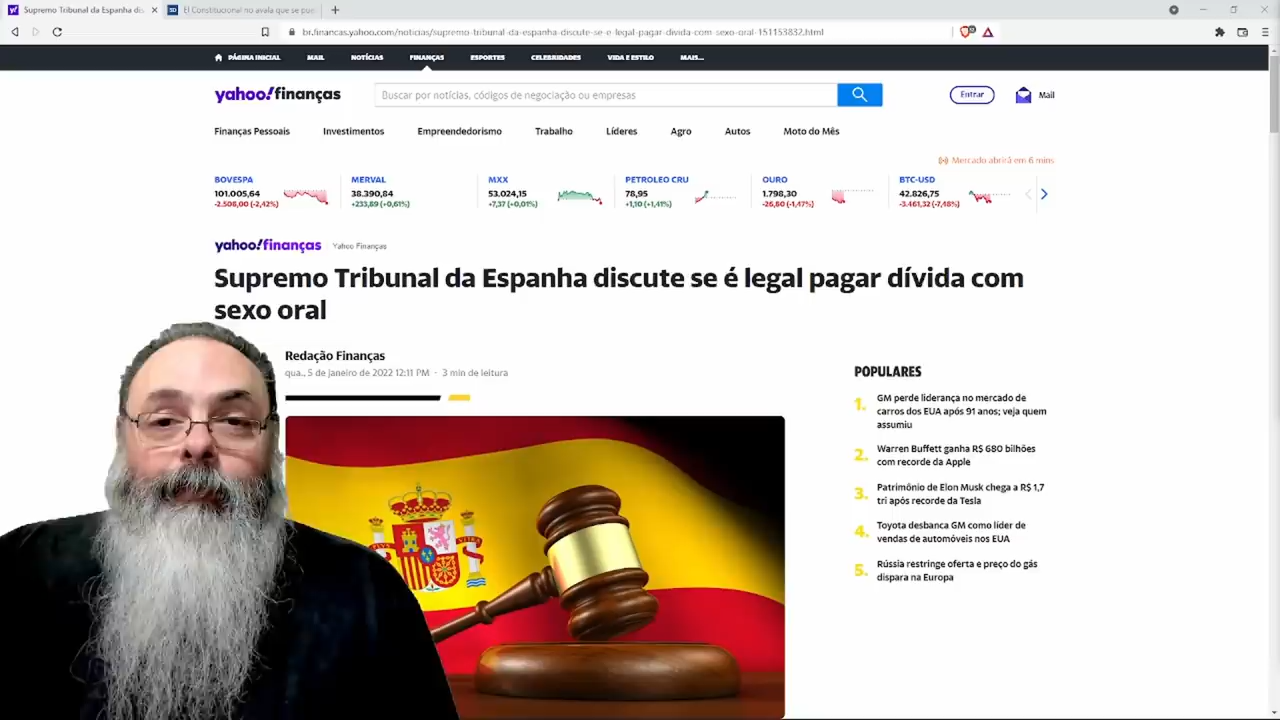 Supremo Tribunal da Espanha dis
El Constitucional no avala que se pag
br.financas.yahoo.com/noticias/supremo-tribunal-da-espanha-discute-se-e-legal-pagar-divida-com-sexo-oral-151153832.html
PÁGINA INICIAL MAIL NOTÍCIAS FINANÇAS ESPORTES CELEBRIDADES VIDA E ESTILO MAIS...
yahoo!finanças
Buscar por notícias, códigos de negociação ou empresas
Entrar
Mail
Finanças Pessoais Investimentos Empreendedorismo Trabalho Líderes Agro Autos Moto do Mês
Mercado abrirá em 6 mins
BOVESPA MERVAL MXX PETROLEO CRU OURO BTC-USD
101.005,64 38.390,84 53.024,15 78,95 1.798,30 42.826,75
-2.508,00 (-2,42%) +233,69 (+0,61%) +7,37 (+0,01%) +1,10 (+1,41%) -26,80 (-1,47%) -3.461,32 (-7,48%)
yahoo!finanças Yahoo Finanças
Supremo Tribunal da Espanha discute se é legal pagar dívida com
sexo oral
Redação Finanças
qua., 5 de janeiro de 2022 12:11 PM · 3 min de leitura
POPULARES
1. GM perde liderança no mercado de
carros dos EUA após 91 anos; veja quem
assumiu
2. Warren Buffett ganha R$ 680 bilhões
com recorde da Apple
3. Patrimônio de Elon Musk chega a R$ 1,7
tri após recorde da Tesla
4. Toyota desbanca GM como líder de
vendas de automóveis nos EUA
5. Rússia restringe oferta e preço do gás
dispara na Europa